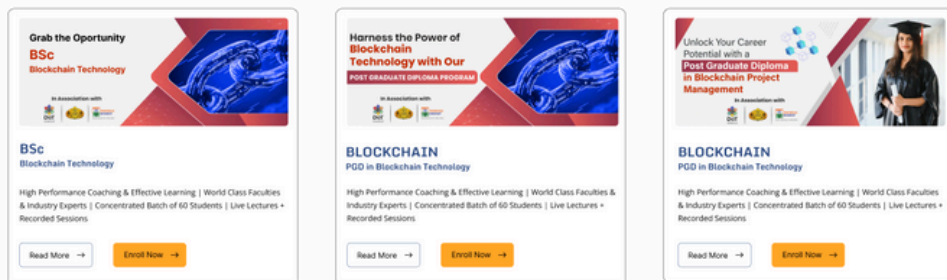 Grab the Oportunity
BSc
Blockchain Technology
In Association with
BSc
Blockchain Technology
High Performance Coaching & Effective Learning | World Class Faculties
& Industry Experts | Concentrated Batch of 60 Students | Live Lectures +
Recorded Sessions
Read More →
Enroll Now →
Harness the Power of
Blockchain
Technology with Our
POST GRADUATE DIPLOMA PROGRAM
In Association with
BLOCKCHAIN
PGD in Blockchain Technology
High Performance Coaching & Effective Learning | World Class Faculties &
Industry Experts | Concentrated Batch of 60 Students | Live Lectures +
Recorded Sessions
Read More →
Enroll Now →
Unlock Your Career
Potential with a
Post Graduate Diploma
in Blockchain Project
Management
In Association with
BLOCKCHAIN
PGD in Blockchain Technology
High Performance Coaching & Effective Learning | World Class Faculties
& Industry Experts | Concentrated Batch of 60 Students | Live Lectures +
Recorded Sessions
Read More →
Enroll Now →